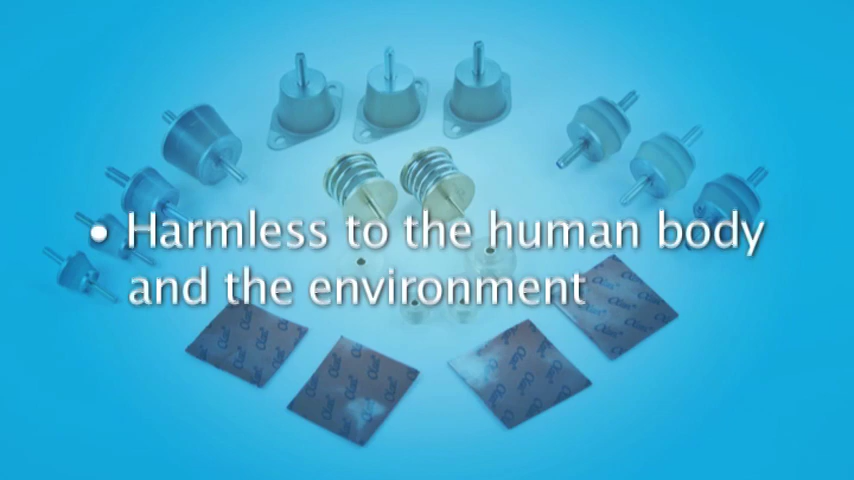 • Harmless to the human body
and the environment